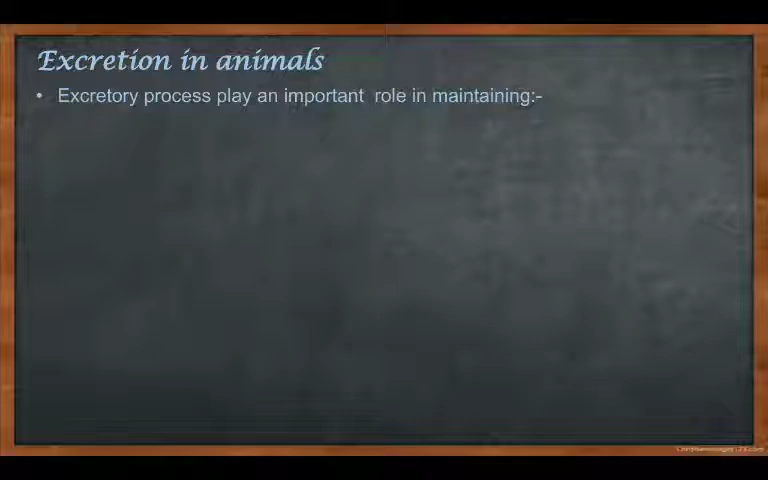 Excretion in animals
• Excretory process play an important role in maintaining:-